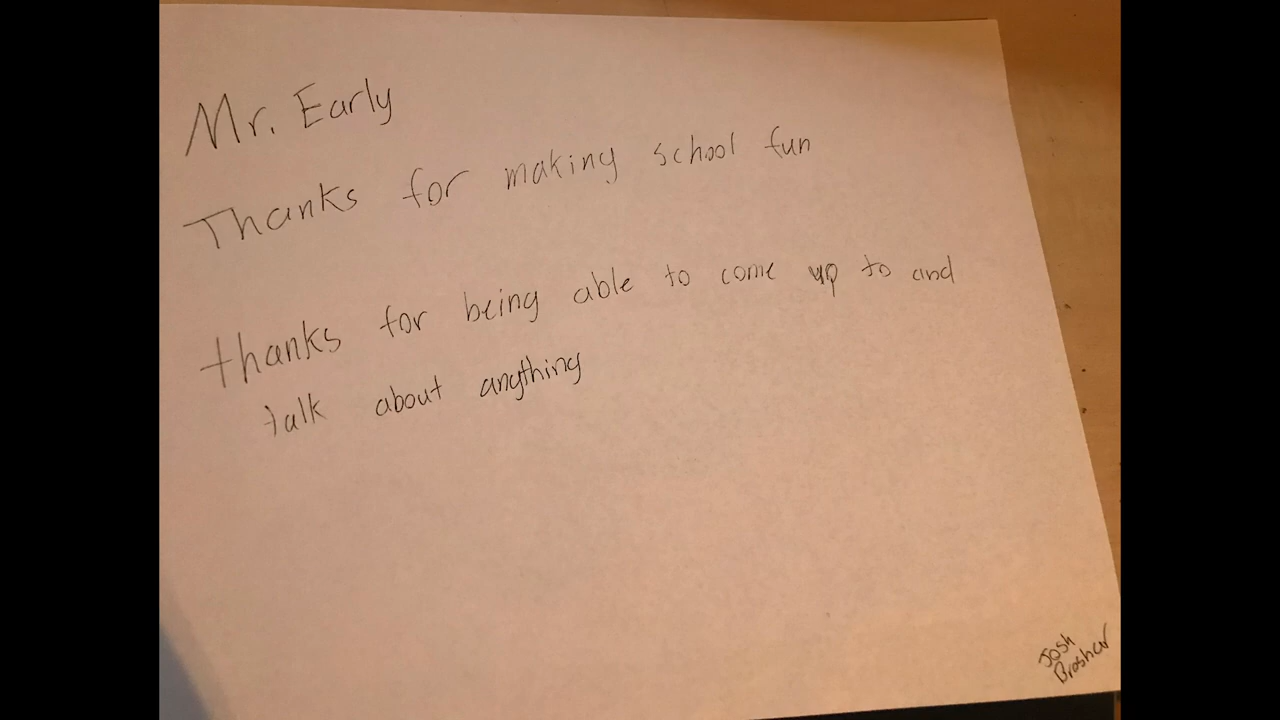 Mr. Early
Thanks for making school fun
thanks for being able to come up to and
talk about anything
Josh
Brasher